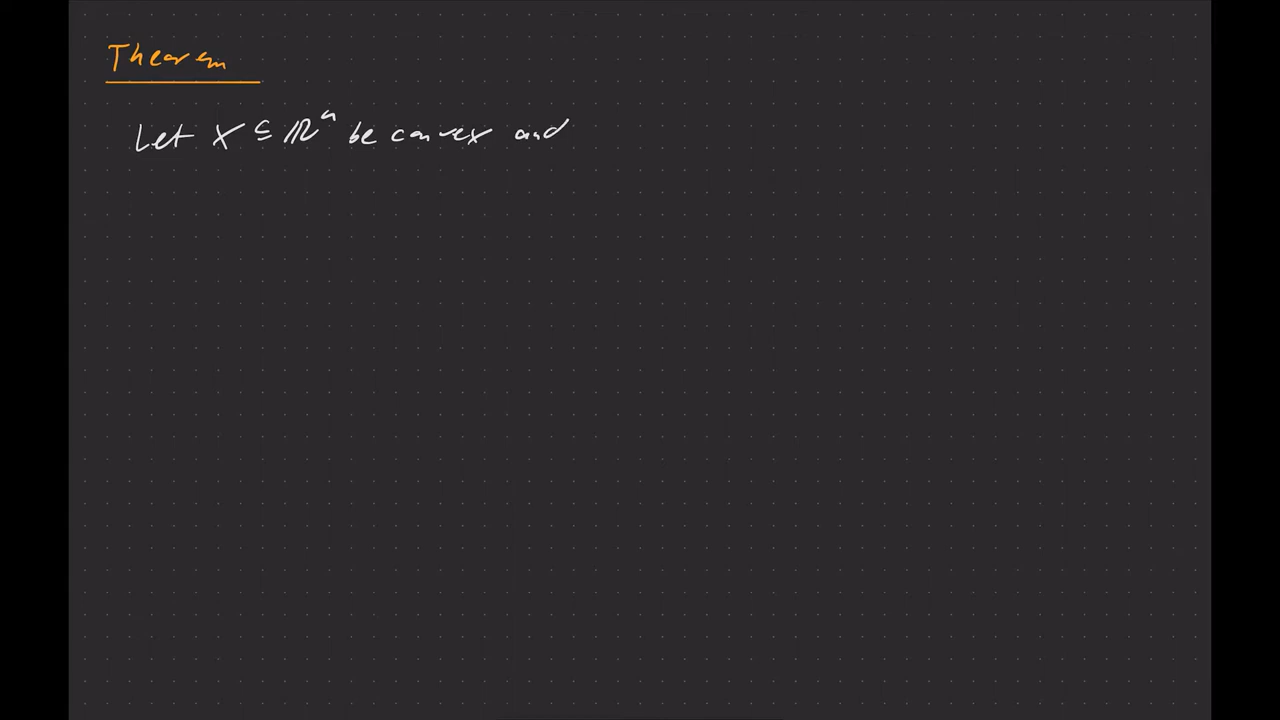 Theorem
Let X ⊆ ℝⁿ be convex and